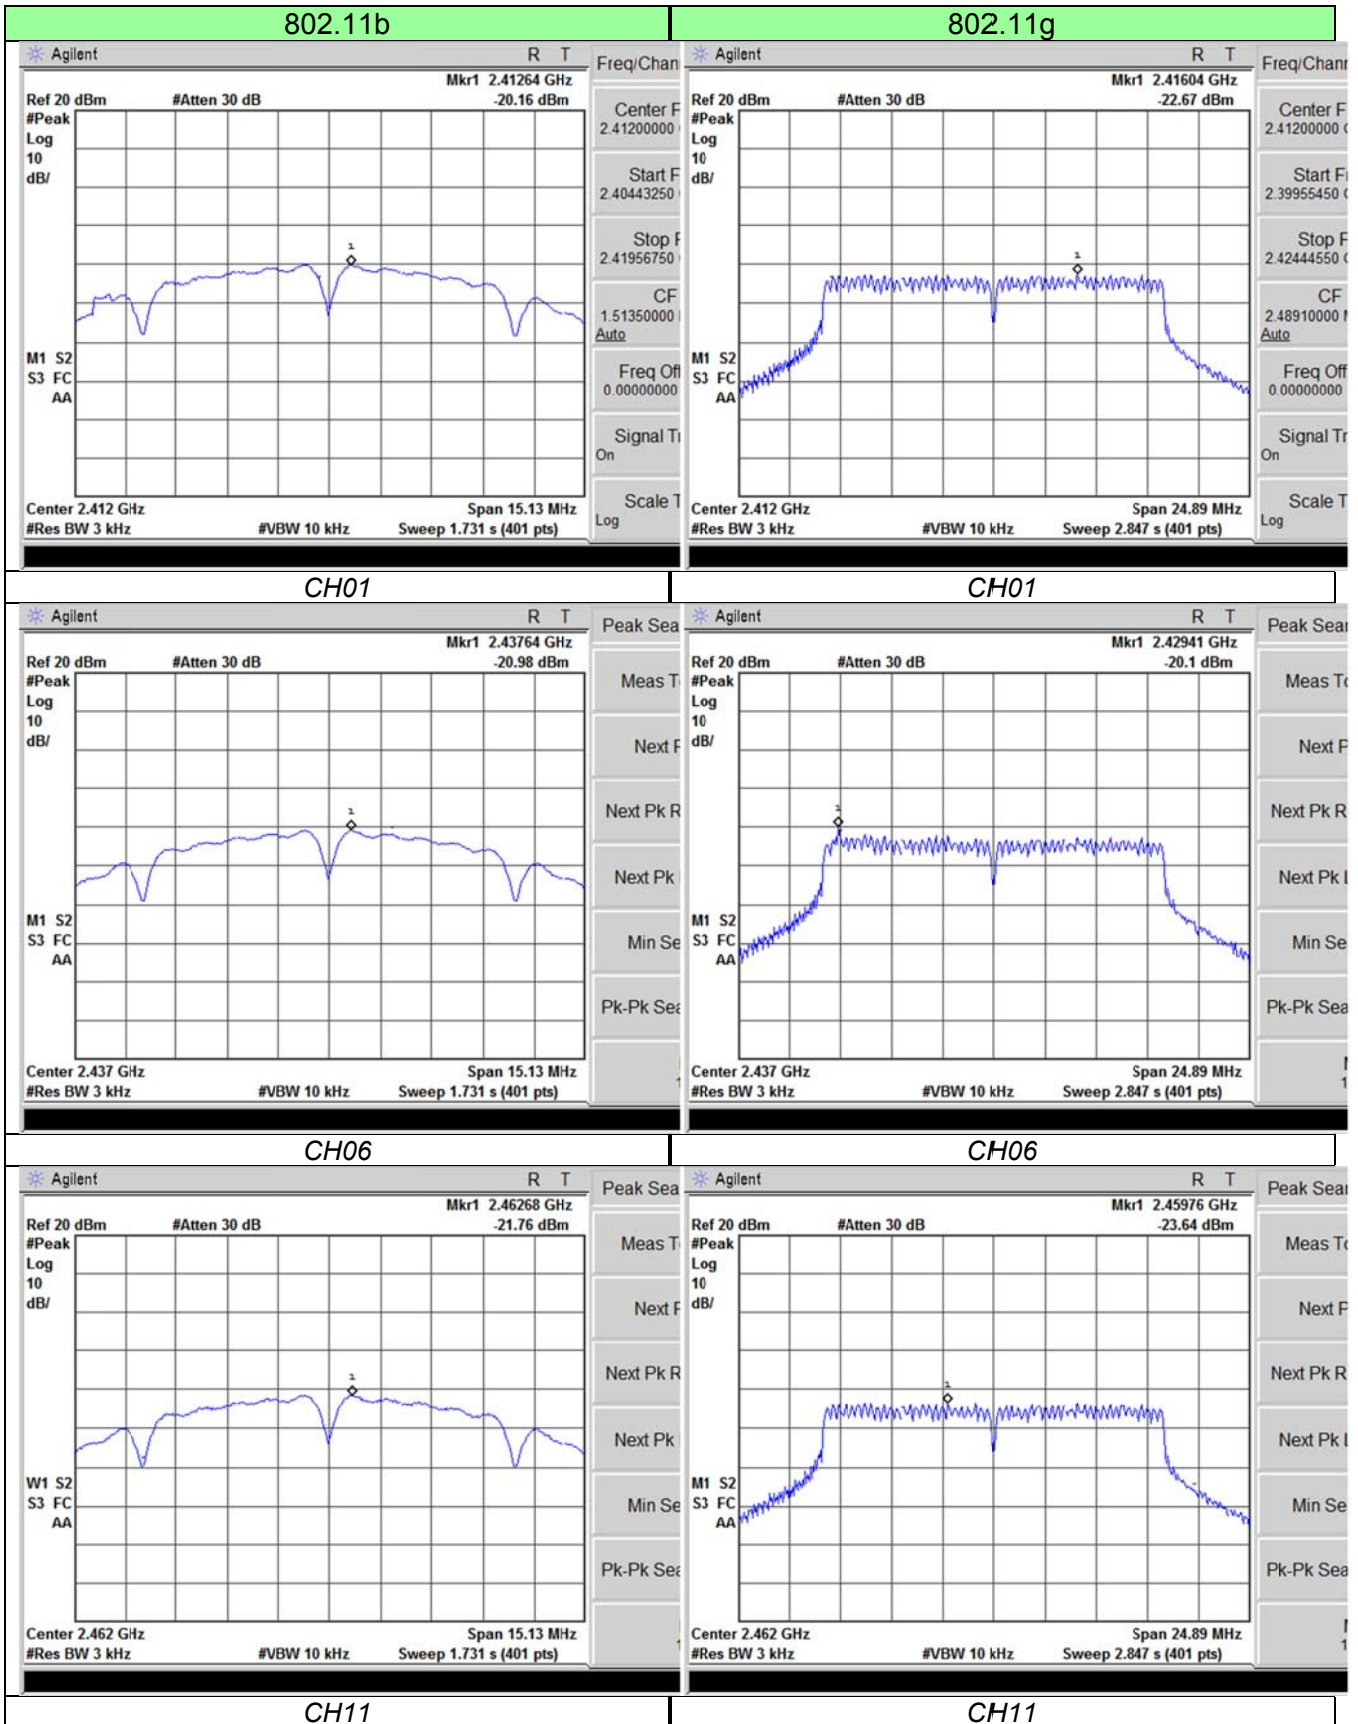 802.11b
802.11g
Agilent R T
Mkr1 2.41264 GHz
Ref 20 dBm #Atten 30 dB -20.16 dBm
#Peak
Log
10
dB/
1
M1 S2
S3 FC
AA
Center 2.412 GHz Span 15.13 MHz
#Res BW 3 kHz #VBW 10 kHz Sweep 1.731 s (401 pts)
Freq/Chan
Center F
2.41200000
Start F
2.40443250
Stop F
2.41956750
CF
1.51350000
Auto
Freq Off
0.00000000
Signal T
On
Scale T
Log
Agilent R T
Mkr1 2.41604 GHz
Ref 20 dBm #Atten 30 dB -22.67 dBm
#Peak
Log
10
dB/
1
M1 S2
S3 FC
AA
Center 2.412 GHz Span 24.89 MHz
#Res BW 3 kHz #VBW 10 kHz Sweep 2.847 s (401 pts)
Freq/Chan
Center F
2.41200000
Start F
2.39955450
Stop F
2.42444550
CF
2.48910000
Auto
Freq Off
0.00000000
Signal Tr
On
Scale T
Log
CH01
CH01
Agilent R T
Mkr1 2.43764 GHz
Ref 20 dBm #Atten 30 dB -20.98 dBm
#Peak
Log
10
dB/
1
M1 S2
S3 FC
AA
Center 2.437 GHz Span 15.13 MHz
#Res BW 3 kHz #VBW 10 kHz Sweep 1.731 s (401 pts)
Peak Sea
Meas T
Next P
Next Pk R
Next Pk
Min Se
Pk-Pk Sea
1
Agilent R T
Mkr1 2.42941 GHz
Ref 20 dBm #Atten 30 dB -20.1 dBm
#Peak
Log
10
dB/
1
M1 S2
S3 FC
AA
Center 2.437 GHz Span 24.89 MHz
#Res BW 3 kHz #VBW 10 kHz Sweep 2.847 s (401 pts)
Peak Sear
Meas To
Next P
Next Pk R
Next Pk L
Min Se
Pk-Pk Sea
1
CH06
CH06
Agilent R T
Mkr1 2.46268 GHz
Ref 20 dBm #Atten 30 dB -21.76 dBm
#Peak
Log
10
dB/
1
W1 S2
S3 FC
AA
Center 2.462 GHz Span 15.13 MHz
#Res BW 3 kHz #VBW 10 kHz Sweep 1.731 s (401 pts)
Peak Sea
Meas T
Next P
Next Pk R
Next Pk
Min Se
Pk-Pk Sea
1
Agilent R T
Mkr1 2.45976 GHz
Ref 20 dBm #Atten 30 dB -23.64 dBm
#Peak
Log
10
dB/
1
M1 S2
S3 FC
AA
Center 2.462 GHz Span 24.89 MHz
#Res BW 3 kHz #VBW 10 kHz Sweep 2.847 s (401 pts)
Peak Sear
Meas To
Next P
Next Pk R
Next Pk L
Min Se
Pk-Pk Sea
1
CH11
CH11